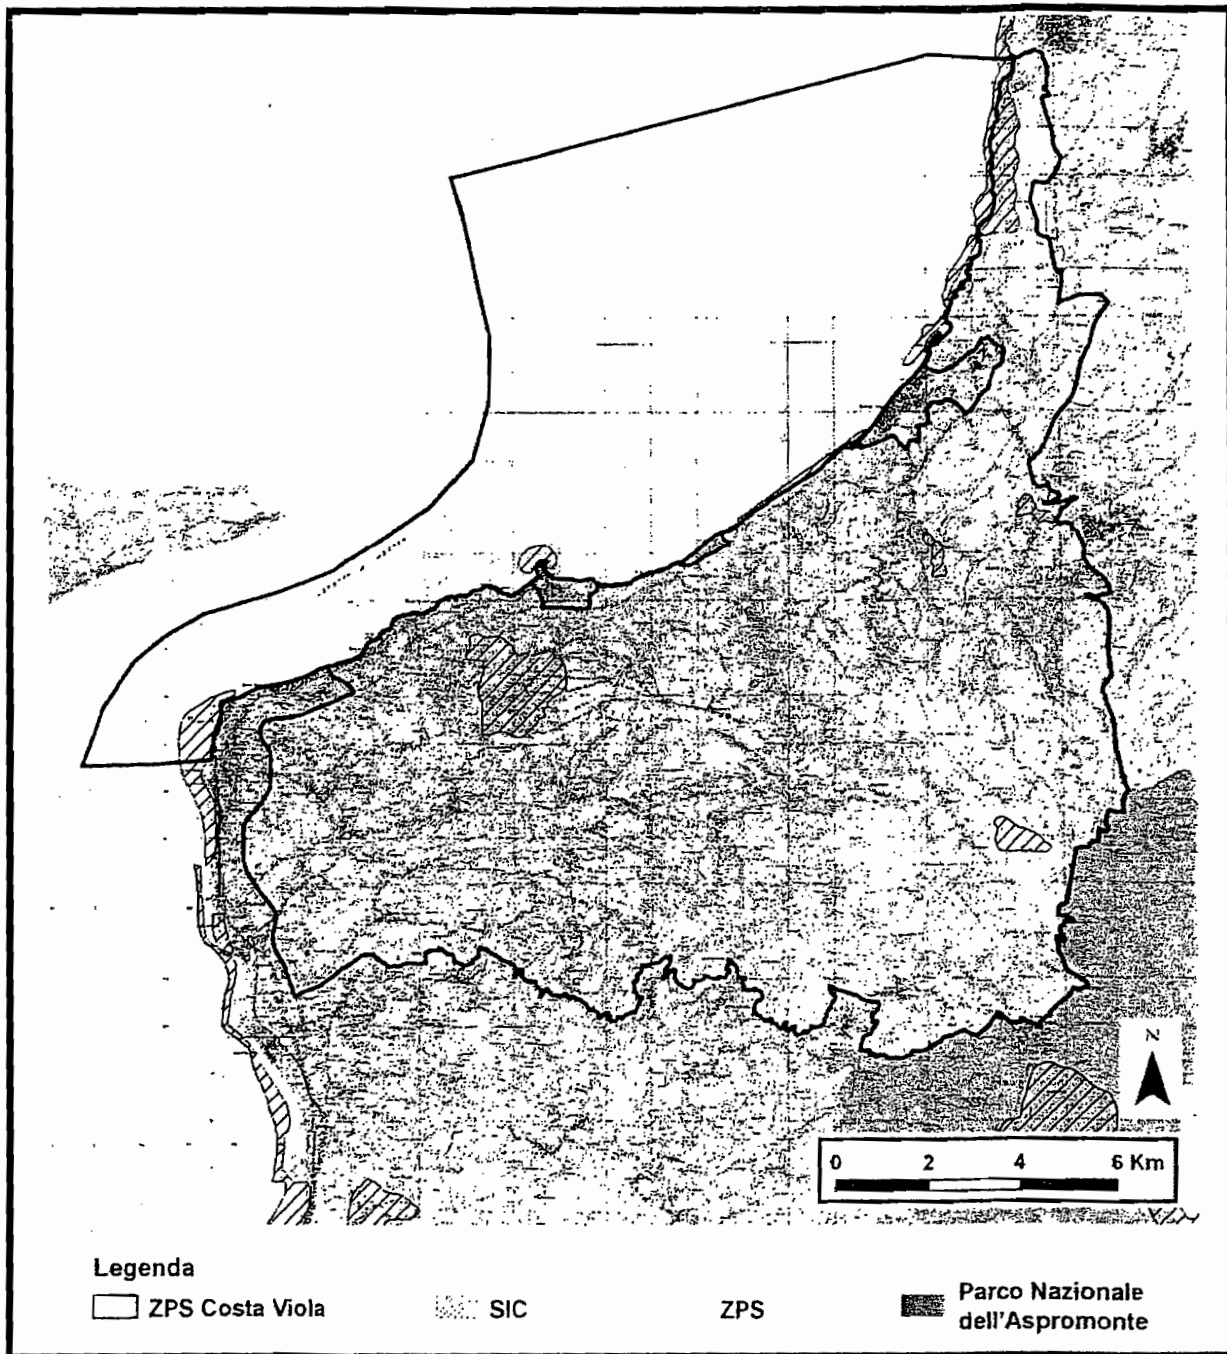 N
0 2 4 6 Km
Legenda
ZPS Costa Viola
SIC
ZPS
Parco Nazionale
dell'Aspromonte